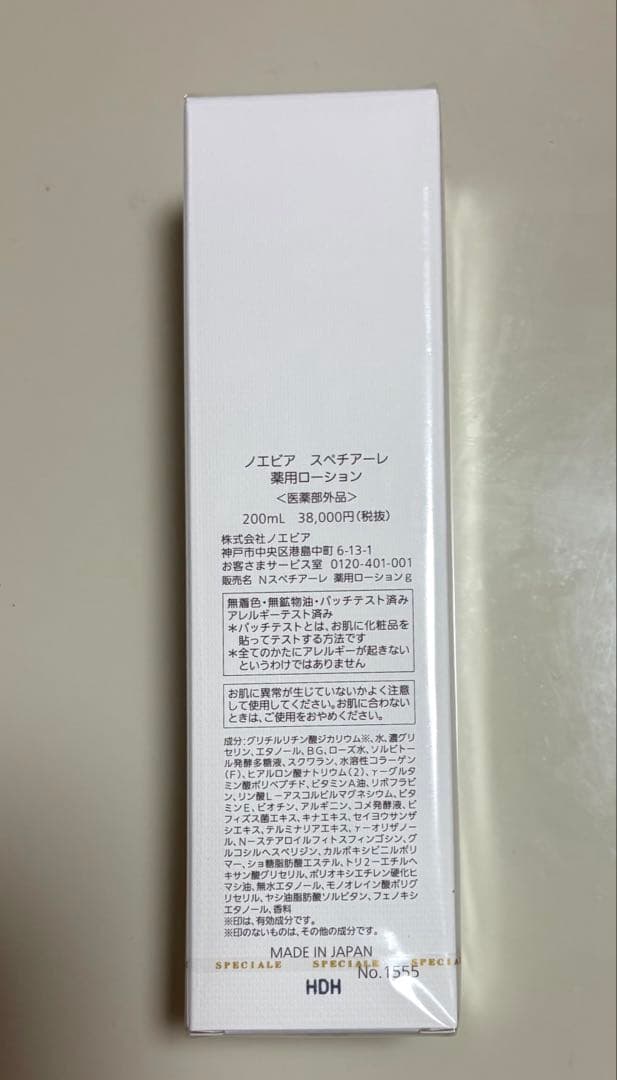 ノエビア　スペチアーレ
薬用ローション
＜医薬部外品＞
200mL　38,000円(税抜)
株式会社ノエビア
神戸市中央区港島中町 6-13-1
お客さまサービス室　0120-401-001
販売名　Nスペチアーレ　薬用ローションg
無着色・無鉱物油・パッチテスト済み
アレルギーテスト済み
＊パッチテストとは、お肌に化粧品を
貼ってテストする方法です
＊全てのかたにアレルギーが起きない
というわけではありません
お肌に異常が生じていないかよく注意
して使用してください。お肌に合わない
ときは、ご使用をおやめください。
成分:グリチルリチン酸ジカリウム※、水、濃グリ
セリン、エタノール、BG、ローズ水、ソルビトー
ル発酵多糖液、スクワラン、水溶性コラーゲン
(F)、ヒアルロン酸ナトリウム(2)、γーグルタ
ミン酸ポリペプチド、ビタミンA油、リボフラビ
ン、リン酸Lーアスコルビルマグネシウム、ビタ
ミンE、ビオチン、アルギニン、コメ発酵液、ビ
フィズス菌エキス、キナエキス、セイヨウサンザ
シエキス、テルミナリアエキス、γーオリザノー
ル、Nーステアロイルフィトスフィンゴシン、グ
ルコシルヘスペリジン、カルボキシビニルポリ
マー、ショ糖脂肪酸エステル、トリ2ーエチルヘ
キサン酸グリセリル、ポリオキシエチレン硬化ヒ
マシ油、無水エタノール、モノオレイン酸ポリグ
リセリル、ヤシ油脂肪酸ソルビタン、フェノキシ
エタノール、香料
※印は、有効成分です。
※印のないものは、その他の成分です。
MADE IN JAPAN
SPECIALE SPECIALE SPECIA
No.1555
HDH